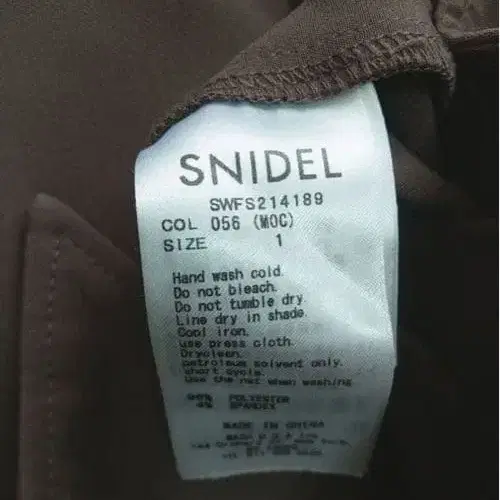 SNIDEL
SWFS214189
COL 056 (MOC)
SIZE 1
Hand wash cold.
Do not bleach.
Do not tumble dry.
Line dry in shade.
Cool iron.
use press cloth.
Dryclean.
petroleum solvent only.
short cycle.
Use the net when washing
96% POLYESTER
4% SPANDEX
MADE IN CHINA